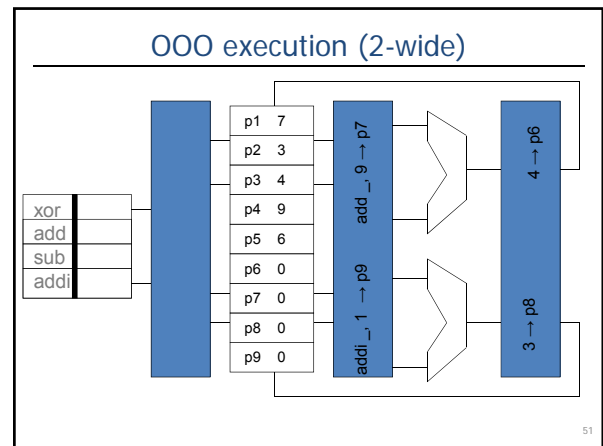 OOO execution (2-wide)
xor
add
sub
addi
p1 7
p2 3
p3 4
p4 9
p5 6
p6 0
p7 0
p8 0
p9 0
add _, 9 → p7
addi _, 1 → p9
4 → p6
3 → p8
51